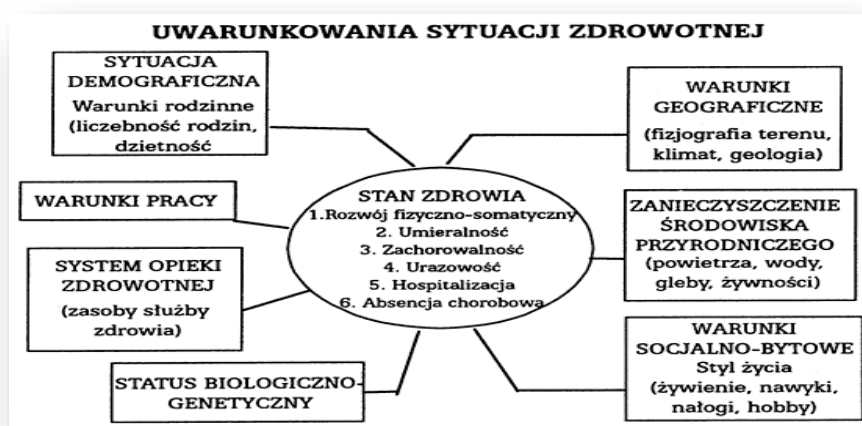 UWARUNKOWANIA SYTUACJI ZDROWOTNEJ
SYTUACJA
DEMOGRAFICZNA
Warunki rodzinne
(liczebność rodzin,
dzietność
WARUNKI PRACY
SYSTEM OPIEKI
ZDROWOTNEJ
(zasoby służby
zdrowia)
STATUS BIOLOGICZNO-
GENETYCZNY
STAN ZDROWIA
1.Rozwój fizyczno-somatyczny
2. Umieralność
3. Zachorowalność
4. Urazowość
5. Hospitalizacja
6. Absencja chorobowa
WARUNKI
GEOGRAFICZNE
(fizjografia terenu,
klimat, geologia)
ZANIECZYSZCZENIE
ŚRODOWISKA
PRZYRODNICZEGO
(powietrza, wody,
gleby, żywności)
WARUNKI
SOCJALNO-BYTOWE
Styl życia
(żywienie, nawyki,
nałogi, hobby)